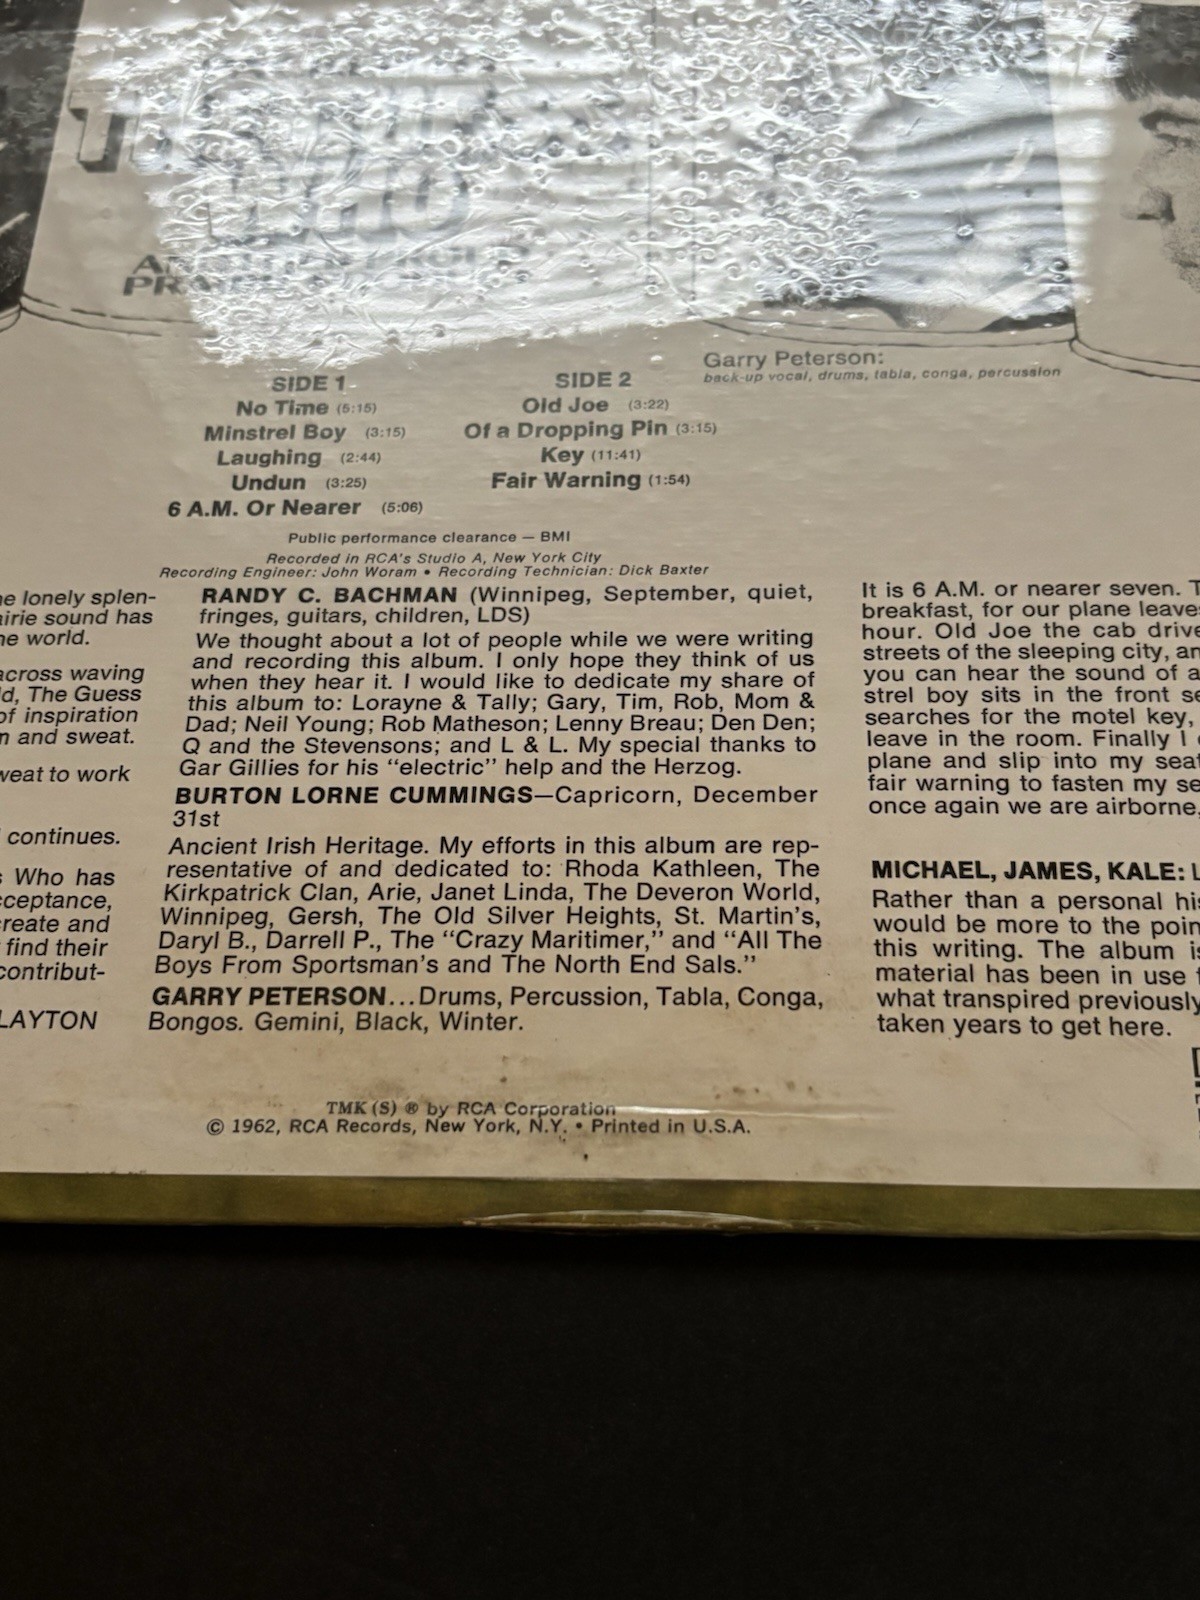 WHO
Garry Peterson:
back-up vocal, drums, tabla, conga, percussion
SIDE 1
No Time (5:15)
Minstrel Boy (3:15)
Laughing (2:44)
Undun (3:25)
6 A.M. Or Nearer (5:06)
SIDE 2
Old Joe (3:22)
Of a Dropping Pin (3:15)
Key (11:41)
Fair Warning (1:54)
Public performance clearance — BMI
Recorded in RCA's Studio A, New York City
Recording Engineer: John Woram • Recording Technician: Dick Baxter
lonely splen-
sound has
world.
across waving
The Guess
of inspiration
and sweat.
to work
continues.
Who has
and
find their
RANDY C. BACHMAN (Winnipeg, September, quiet,
fringes, guitars, children, LDS)
We thought about a lot of people while we were writing
and recording this album. I only hope they think of us
when they hear it. I would like to dedicate my share of
this album to: Lorayne & Tally; Gary, Tim, Rob, Mom &
Dad; Neil Young; Rob Matheson; Lenny Breau; Den Den;
Q and the Stevensons; and L & L. My special thanks to
Gar Gillies for his "electric" help and the Herzog.
BURTON LORNE CUMMINGS—Capricorn, December
31st
Ancient Irish Heritage. My efforts in this album are rep-
resentative of and dedicated to: Rhoda Kathleen, The
Kirkpatrick Clan, Arie, Janet Linda, The Deveron World,
Winnipeg, Gersh, The Old Silver Heights, St. Martin's,
Daryl B., Darrell P., The "Crazy Maritimer," and "All The
Boys From Sportsman's and The North End Sals."
GARRY PETERSON...Drums, Percussion, Tabla, Conga,
Bongos. Gemini, Black, Winter.
It is 6 A.M. or nearer seven.
breakfast, for our plane
hour. Old Joe the cab
streets of the sleeping city,
you can hear the sound of
strel boy sits in the front
searches for the motel key,
leave in the room. Finally I
plane and slip into my
fair warning to fasten my
once again we are airborne,
MICHAEL, JAMES, KALE:
Rather than a personal
would be more to the
this writing. The album
material has been in use
what transpired previously
taken years to get here.
TMK (S) ® by RCA Corporation
© 1962, RCA Records, New York, N.Y. • Printed in U.S.A.